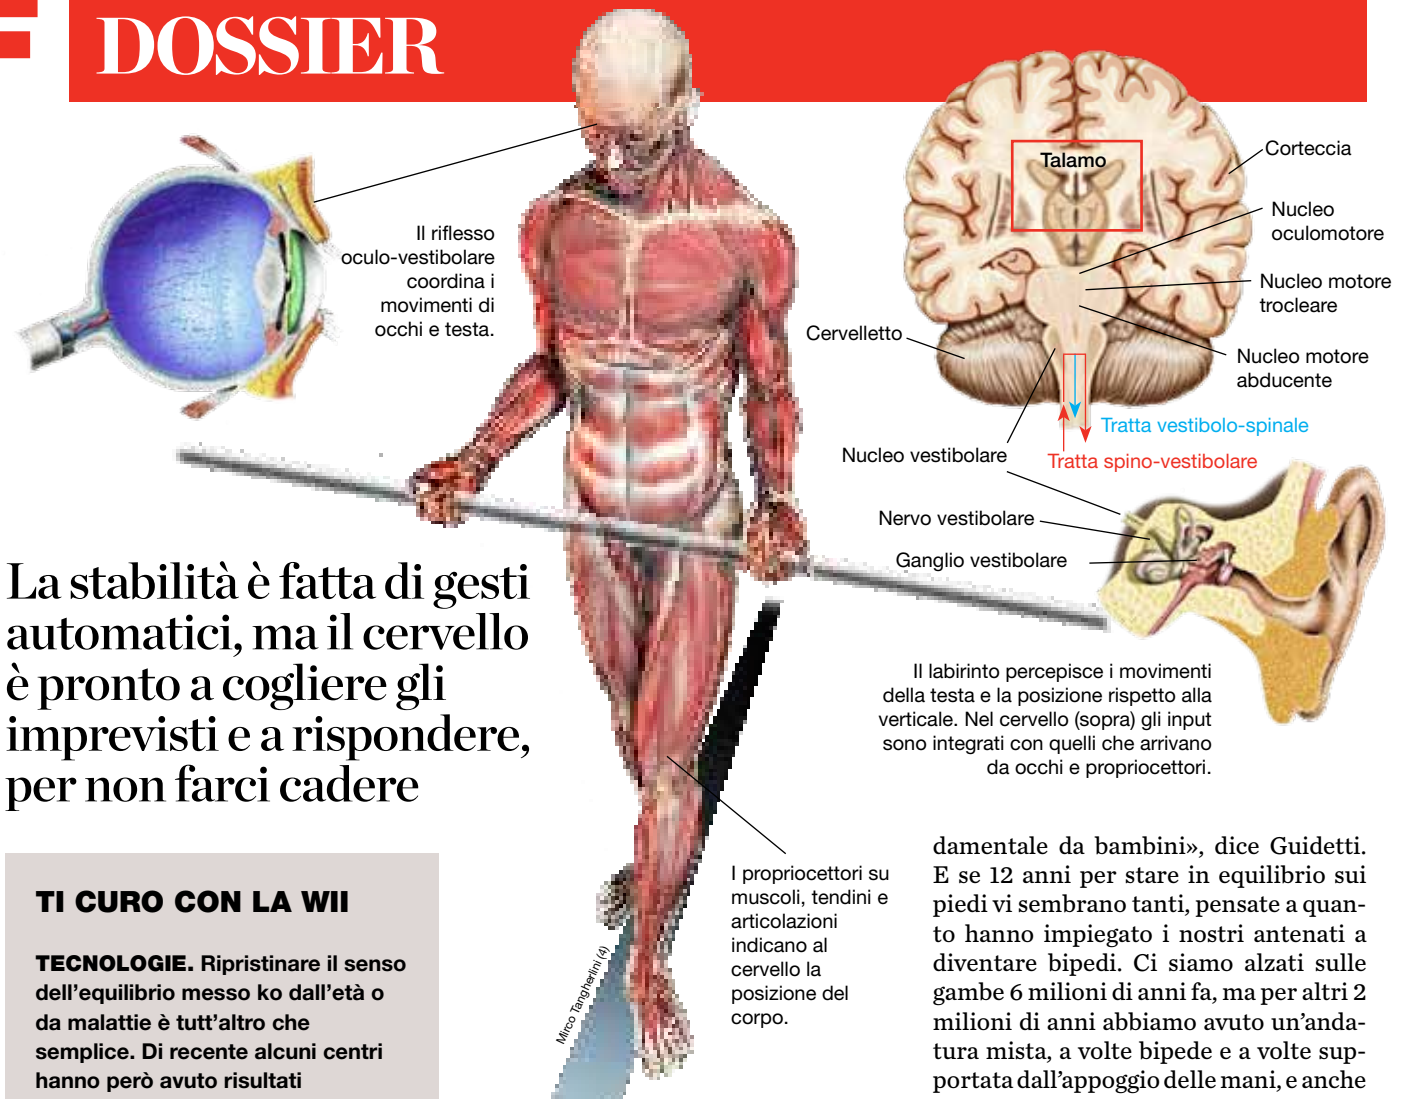 DOSSIER
Il riflesso
oculo-vestibolare
coordina i
movimenti di
occhi e testa.
Talamo
Corteccia
Nucleo
oculomotore
Nucleo motore
trocleare
Nucleo motore
abducente
Cervelletto
Tratta vestibolo-spinale
Tratta spino-vestibolare
Nucleo vestibolare
Nervo vestibolare
Ganglio vestibolare
Il labirinto percepisce i movimenti
della testa e la posizione rispetto alla
verticale. Nel cervello (sopra) gli input
sono integrati con quelli che arrivano
da occhi e propriocettori.
La stabilità è fatta di gesti
automatici, ma il cervello
è pronto a cogliere gli
imprevisti e a rispondere,
per non farci cadere
TI CURO CON LA WII
TECNOLOGIE. Ripristinare il senso
dell'equilibrio messo ko dall'età o
da malattie è tutt'altro che
semplice. Di recente alcuni centri
hanno però avuto risultati
Mirco Tangherlini (4)
I propriocettori su
muscoli, tendini e
articolazioni
indicano al
cervello la
posizione del
corpo.
damentale da bambini», dice Guidetti.
E se 12 anni per stare in equilibrio sui
piedi vi sembrano tanti, pensate a quan-
to hanno impiegato i nostri antenati a
diventare bipedi. Ci siamo alzati sulle
gambe 6 milioni di anni fa, ma per altri 2
milioni di anni abbiamo avuto un'anda-
tura mista, a volte bipede e a volte sup-
portata dall'appoggio delle mani, e anche